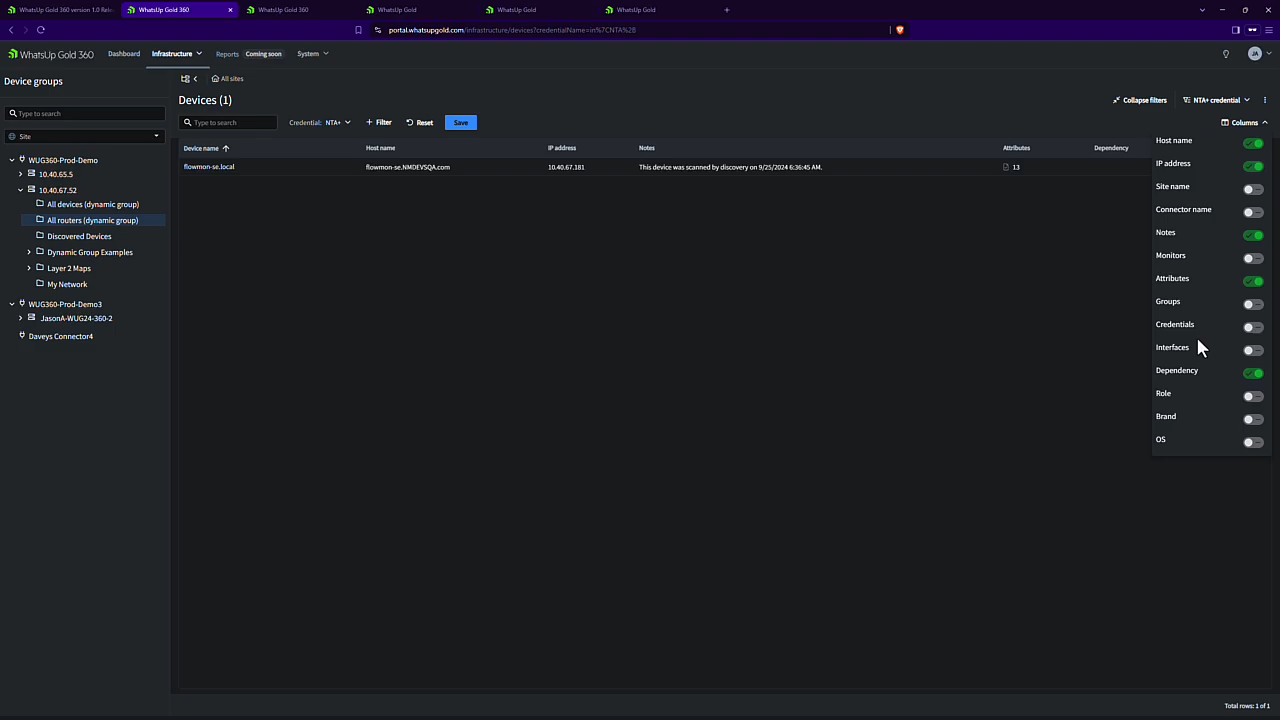 WhatsUp Gold 360 version 1.0 Rele
WhatsUp Gold 360
WhatsUp Gold 360
WhatsUp Gold
WhatsUp Gold
WhatsUp Gold
portal.whatsupgold.com/infrastructure/devices?credentialName=in%7CNTA%2B
WhatsUp Gold 360
Dashboard
Infrastructure
Reports
Coming soon
System
JA
Device groups
Type to search
Site
WUG360-Prod-Demo
10.40.65.5
10.40.67.52
All devices (dynamic group)
All routers (dynamic group)
Discovered Devices
Dynamic Group Examples
Layer 2 Maps
My Network
WUG360-Prod-Demo3
JasonA-WUG24-360-2
Daveys Connector4
All sites
Devices (1)
Collapse filters
NTA+ credential
Type to search
Credential: NTA+
+ Filter
Reset
Save
Columns
Device name
Host name
IP address
Notes
Attributes
Dependency
flowmon-se.local
flowmon-se.NMDEVSQA.com
10.40.67.181
This device was scanned by discovery on 9/25/2024 6:36:45 AM.
13
Host name
IP address
Site name
Connector name
Notes
Monitors
Attributes
Groups
Credentials
Interfaces
Dependency
Role
Brand
OS
Total rows: 1 of 1